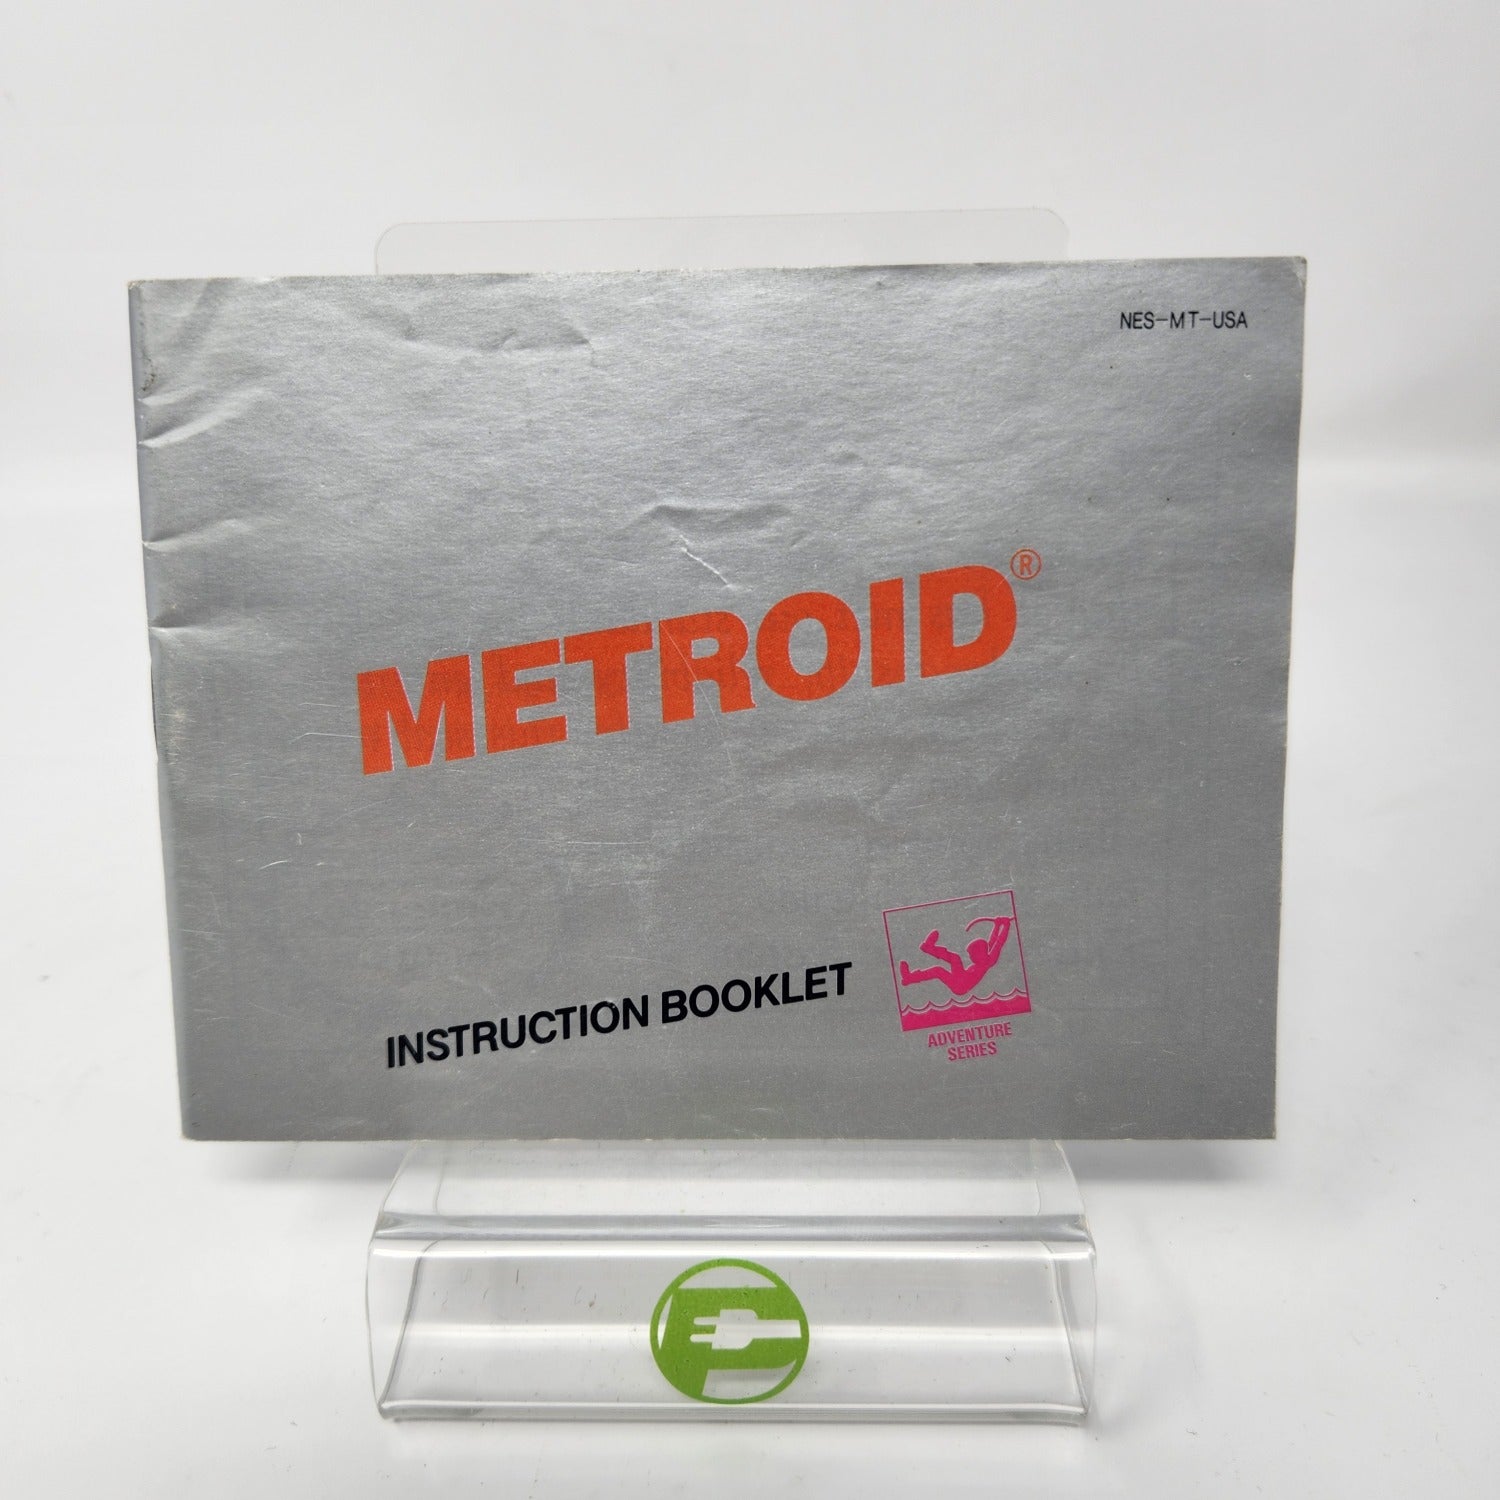 NES-MT-USA
METROID®
INSTRUCTION BOOKLET
ADVENTURE
SERIES